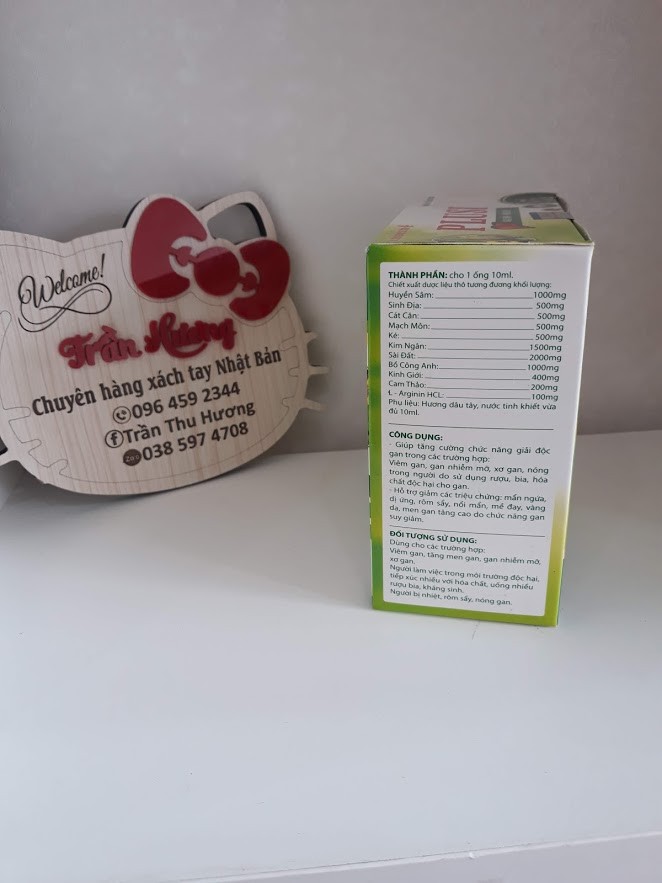 Welcome!
Trần Hương
Chuyên hàng xách tay Nhật Bản
096 459 2344
Trần Thu Hương
Zalo 038 597 4708
PLUSI
THÀNH PHẦN: cho 1 ống 10ml.
Chiết xuất dược liệu thô tương đương khối lượng:
Huyền Sâm: 1000mg
Sinh Địa: 500mg
Cát Căn: 500mg
Mạch Môn: 500mg
Ké: 500mg
Kim Ngân: 1500mg
Sài Đất: 2000mg
Bồ Công Anh: 1000mg
Kinh Giới: 400mg
Cam Thảo: 200mg
L - Arginin HCL: 100mg
Phụ liệu: Hương dâu tây, nước tinh khiết vừa
đủ 10ml.
CÔNG DỤNG:
- Giúp tăng cường chức năng giải độc
gan trong các trường hợp:
Viêm gan, gan nhiễm mỡ, xơ gan, nóng
trong người do sử dụng rượu, bia, hóa
chất độc hại cho gan.
- Hỗ trợ giảm các triệu chứng: mẩn ngứa,
dị ứng, rôm sẩy, nổi mẩn, mề đay, vàng
da, men gan tăng cao do chức năng gan
suy giảm.
ĐỐI TƯỢNG SỬ DỤNG:
Dùng cho các trường hợp:
Viêm gan, tăng men gan, gan nhiễm mỡ,
xơ gan.
Người làm việc trong môi trường độc hại,
tiếp xúc nhiều với hóa chất, uống nhiều
rượu bia, kháng sinh.
Người bị nhiệt, rôm sẩy, nóng gan.